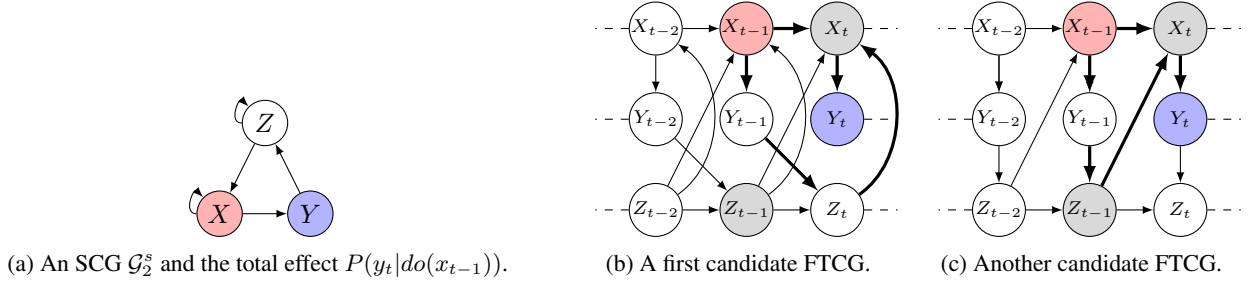 Z
X Y
(a) An SCG $\mathcal{G}_2^s$ and the total effect $P(y_t|do(x_{t-1}))$.
$X_{t-2}$ $X_{t-1}$ $X_t$
$Y_{t-2}$ $Y_{t-1}$ $Y_t$
$Z_{t-2}$ $Z_{t-1}$ $Z_t$
(b) A first candidate FTCG.
$X_{t-2}$ $X_{t-1}$ $X_t$
$Y_{t-2}$ $Y_{t-1}$ $Y_t$
$Z_{t-2}$ $Z_{t-1}$ $Z_t$
(c) Another candidate FTCG.